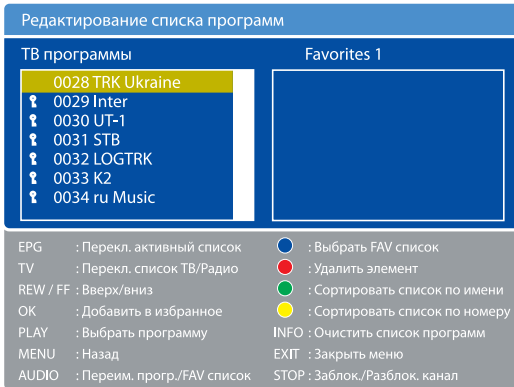 Редактирование списка программ
ТВ программы
Favorites 1
0028 TRK Ukraine
0029 Inter
0030 UT-1
0031 STB
0032 LOGTRK
0033 K2
0034 ru Music
EPG : Перекл. активный список
TV : Перекл. список ТВ/Радио
REW / FF : Вверх/вниз
OK : Добавить в избранное
PLAY : Выбрать программу
MENU : Назад
AUDIO : Переим. прогр./FAV список
: Выбрать FAV список
: Удалить элемент
: Сортировать список по имени
: Сортировать список по номеру
INFO : Очистить список программ
EXIT : Закрыть меню
STOP : Заблок./Разблок. канал